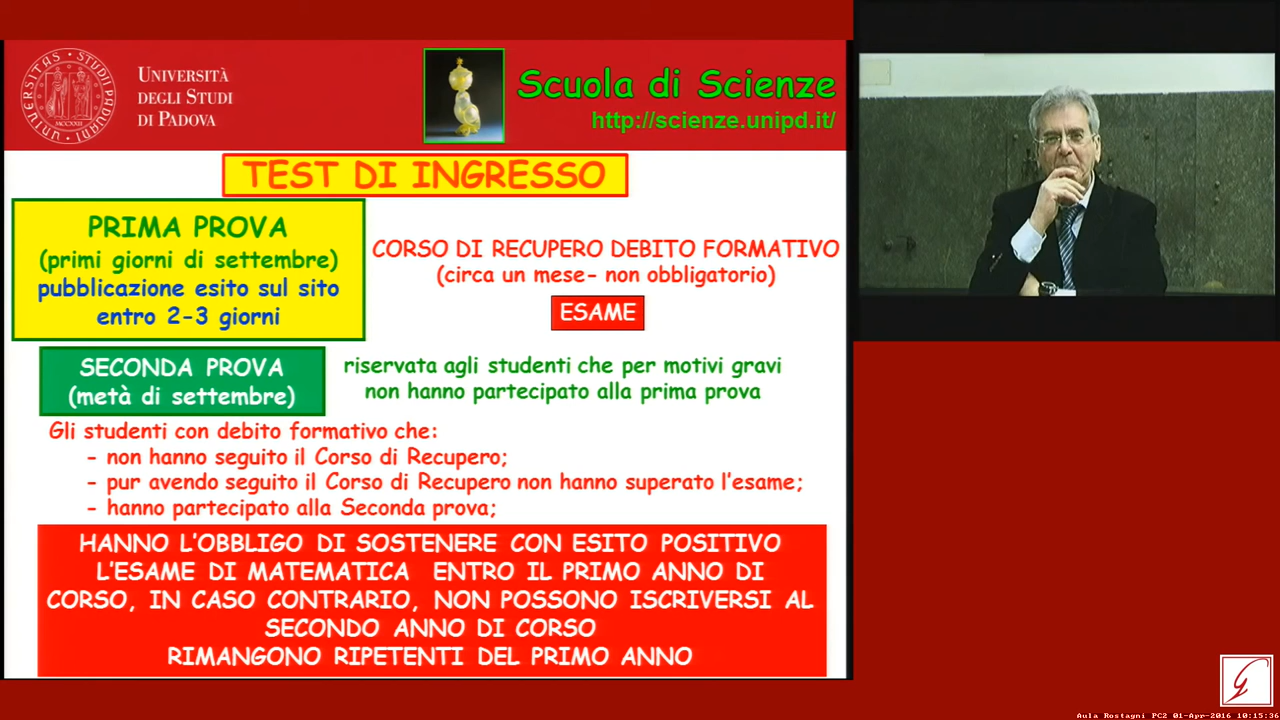 UNIVERSITÀ
DEGLI STUDI
DI PADOVA
Scuola di Scienze
http://scienze.unipd.it/
TEST DI INGRESSO
PRIMA PROVA
(primi giorni di settembre)
pubblicazione esito sul sito
entro 2-3 giorni
CORSO DI RECUPERO DEBITO FORMATIVO
(circa un mese- non obbligatorio)
ESAME
SECONDA PROVA
(metà di settembre)
riservata agli studenti che per motivi gravi
non hanno partecipato alla prima prova
Gli studenti con debito formativo che:
- non hanno seguito il Corso di Recupero;
- pur avendo seguito il Corso di Recupero non hanno superato l'esame;
- hanno partecipato alla Seconda prova;
HANNO L'OBBLIGO DI SOSTENERE CON ESITO POSITIVO
L'ESAME DI MATEMATICA ENTRO IL PRIMO ANNO DI
CORSO, IN CASO CONTRARIO, NON POSSONO ISCRIVERSI AL
SECONDO ANNO DI CORSO
RIMANGONO RIPETENTI DEL PRIMO ANNO
Aula Rostagni PC2 01-Apr-2016 10:15:36